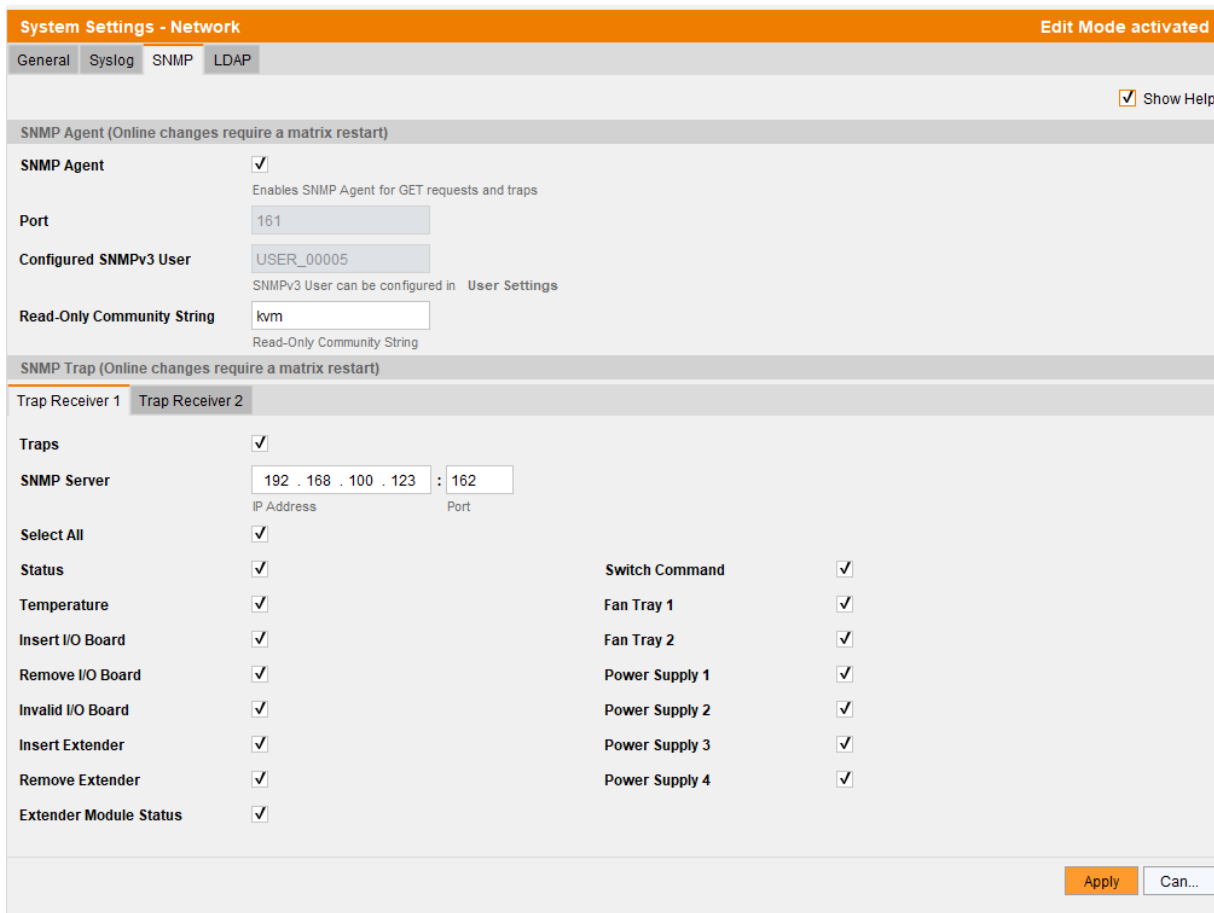 System Settings - Network Edit Mode activated
General Syslog SNMP LDAP
Show Help
SNMP Agent (Online changes require a matrix restart)
SNMP Agent
Enables SNMP Agent for GET requests and traps
Port 161
Configured SNMPv3 User USER_00005
SNMPv3 User can be configured in User Settings
Read-Only Community String kvm
Read-Only Community String
SNMP Trap (Online changes require a matrix restart)
Trap Receiver 1 Trap Receiver 2
Traps
SNMP Server 192 . 168 . 100 . 123 : 162
IP Address Port
Select All
Status Switch Command
Temperature Fan Tray 1
Insert I/O Board Fan Tray 2
Remove I/O Board Power Supply 1
Invalid I/O Board Power Supply 2
Insert Extender Power Supply 3
Remove Extender Power Supply 4
Extender Module Status
Apply Can...